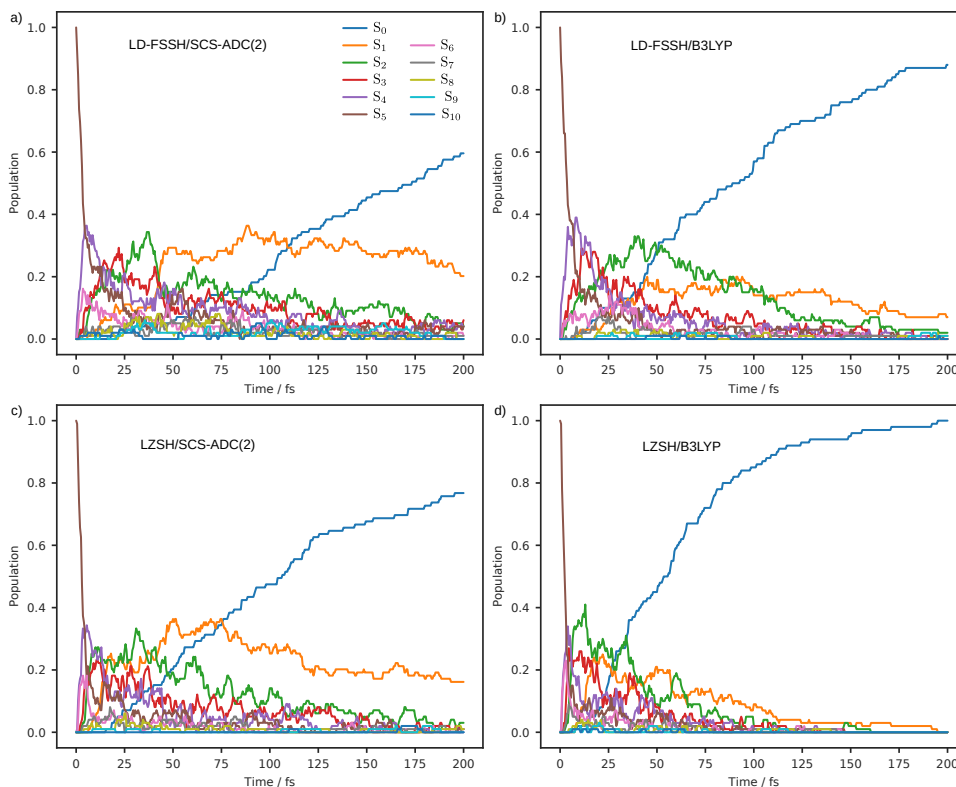 a)
LD-FSSH/SCS-ADC(2)
S0
S1
S2
S3
S4
S5
S6
S7
S8
S9
S10
1.0
0.8
0.6
0.4
0.2
0.0
Population
0 25 50 75 100 125 150 175 200
Time / fs
b)
LD-FSSH/B3LYP
1.0
0.8
0.6
0.4
0.2
0.0
Population
0 25 50 75 100 125 150 175 200
Time / fs
c)
LZSH/SCS-ADC(2)
1.0
0.8
0.6
0.4
0.2
0.0
Population
0 25 50 75 100 125 150 175 200
Time / fs
d)
LZSH/B3LYP
1.0
0.8
0.6
0.4
0.2
0.0
Population
0 25 50 75 100 125 150 175 200
Time / fs